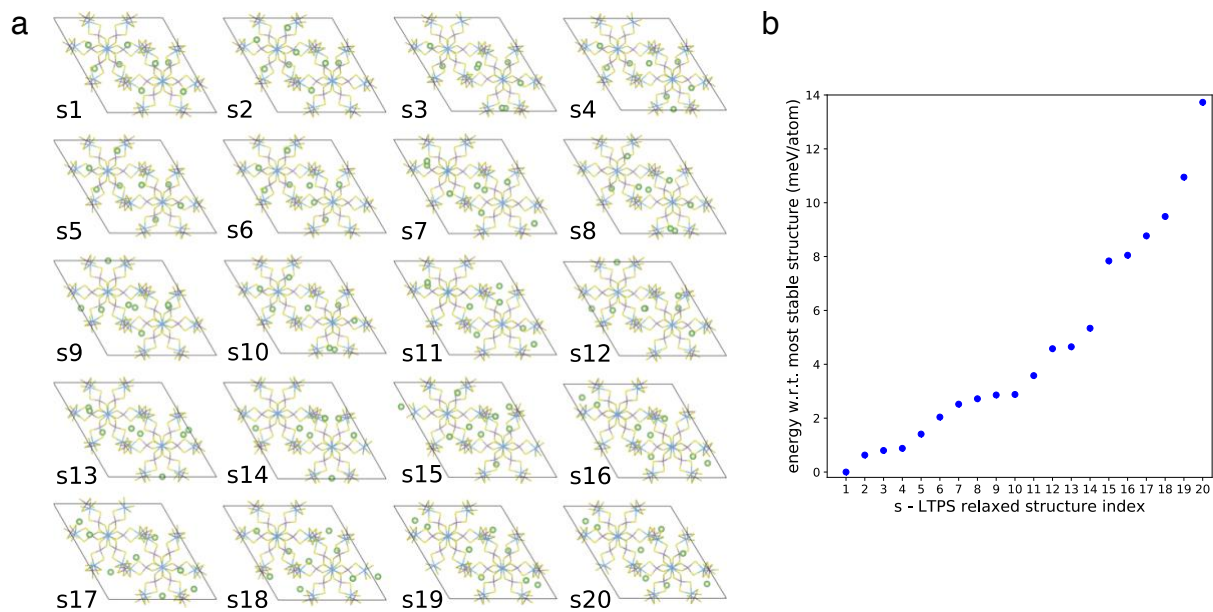 a
b
s1
s2
s3
s4
s5
s6
s7
s8
s9
s10
s11
s12
s13
s14
s15
s16
s17
s18
s19
s20
energy w.r.t. most stable structure (meV/atom)
14
12
10
8
6
4
2
0
1 2 3 4 5 6 7 8 9 10 11 12 13 14 15 16 17 18 19 20
s - LTPS relaxed structure index